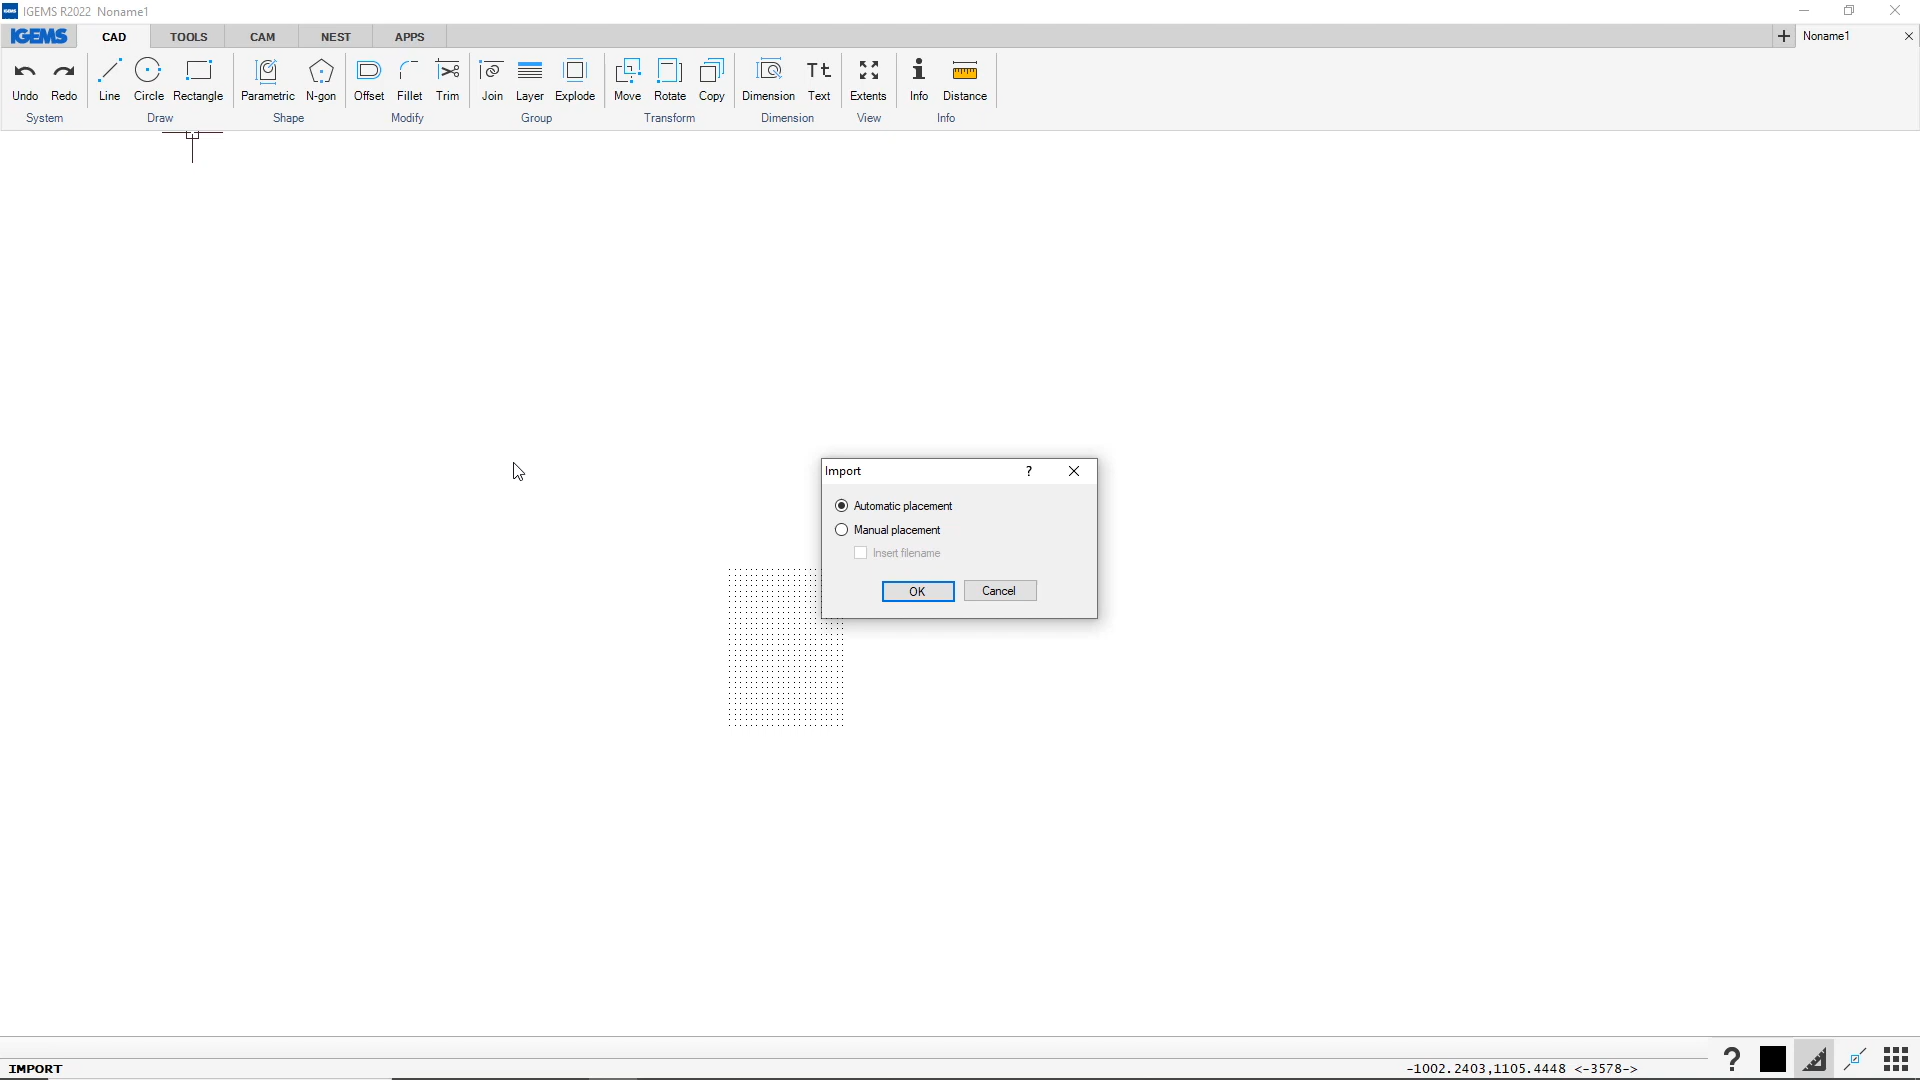 IGEMS R2022 Noname1
IGEMS CAD TOOLS CAM NEST APPS Noname1
Undo Redo Line Circle Rectangle Parametric N-gon Offset Fillet Trim Join Layer Explode Move Rotate Copy Dimension Text Extents Info Distance
System Draw Shape Modify Group Transform Dimension View Info
Import
Automatic placement
Manual placement
Insert filename
OK Cancel
IMPORT -1002.2403,1105.4448 <-3578->